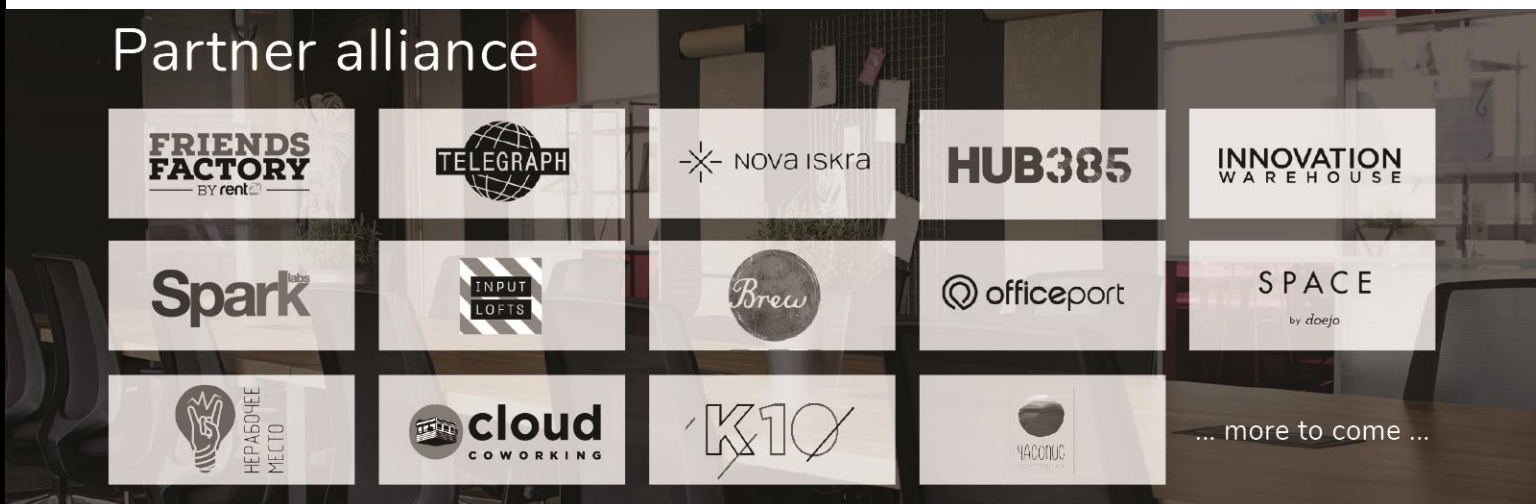 Partner alliance
FRIENDS
FACTORY
BY rent
TELEGRAPH
NOVA ISKRA
HUB385
INNOVATION
WAREHOUSE
Spark labs
INPUT
LOFTS
Brew
officeport
SPACE
by doejo
НЕРАБОЧЕЕ
МЕСТО
cloud
COWORKING
K10
ЧАСОПИС
... more to come ...